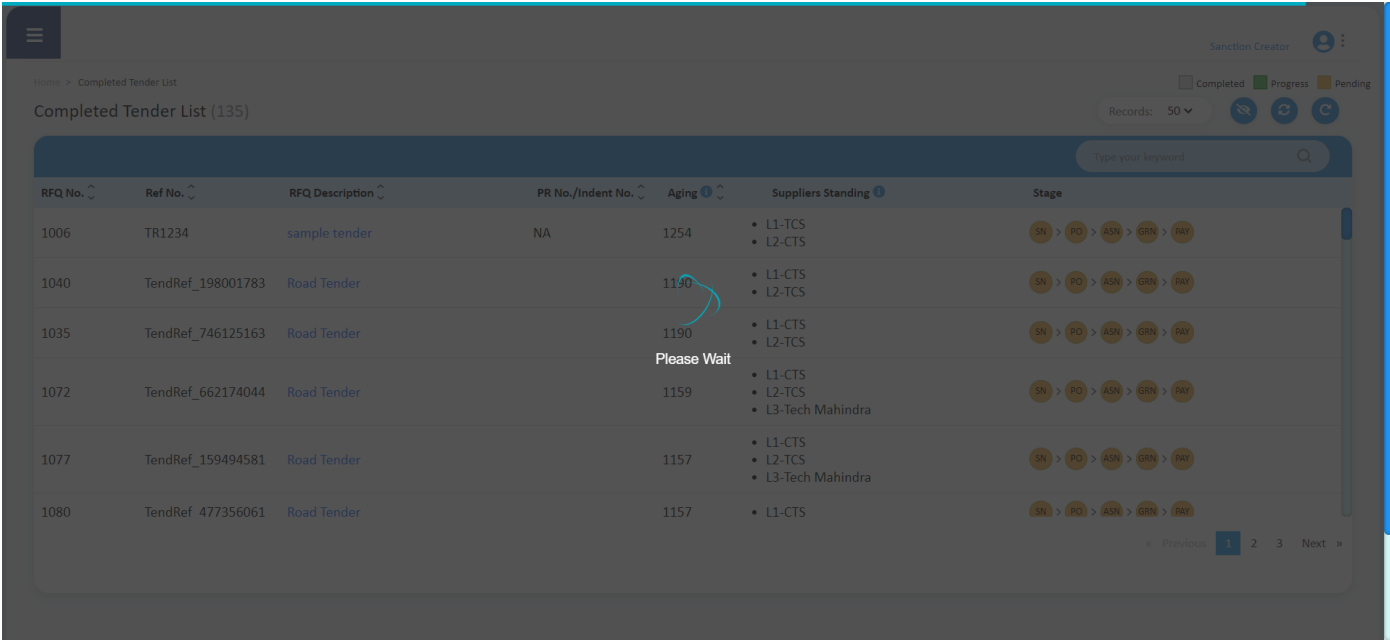 Sanction Creator
Home > Completed Tender List
Completed Progress Pending
Completed Tender List (135)
Records: 50
Type your keyword
RFQ No. Ref No. RFQ Description PR No./Indent No. Aging Suppliers Standing Stage
1006 TR1234 sample tender NA 1254 • L1-TCS SN > PO > ASN > GRN > PAY
• L2-CTS
1040 TendRef_198001783 Road Tender 1190 • L1-CTS SN > PO > ASN > GRN > PAY
• L2-TCS
1035 TendRef_746125163 Road Tender 1190 • L1-CTS SN > PO > ASN > GRN > PAY
• L2-TCS
Please Wait
1072 TendRef_662174044 Road Tender 1159 • L1-CTS SN > PO > ASN > GRN > PAY
• L2-TCS
• L3-Tech Mahindra
1077 TendRef_159494581 Road Tender 1157 • L1-CTS SN > PO > ASN > GRN > PAY
• L2-TCS
• L3-Tech Mahindra
1080 TendRef_477356061 Road Tender 1157 • L1-CTS SN > PO > ASN > GRN > PAY
« Previous 1 2 3 Next »